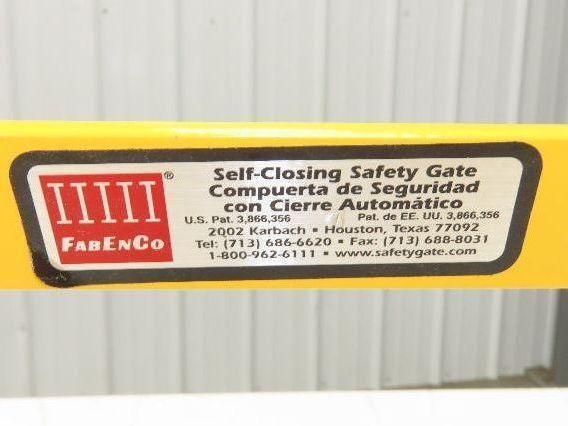 FABENCO ®
Self-Closing Safety Gate
Compuerta de Seguridad
con Cierre Automático
U.S. Pat. 3,866,356 Pat. de EE. UU. 3,866,356
2002 Karbach • Houston, Texas 77092
Tel: (713) 686-6620 • Fax: (713) 688-8031
1-800-962-6111 • www.safetygate.com